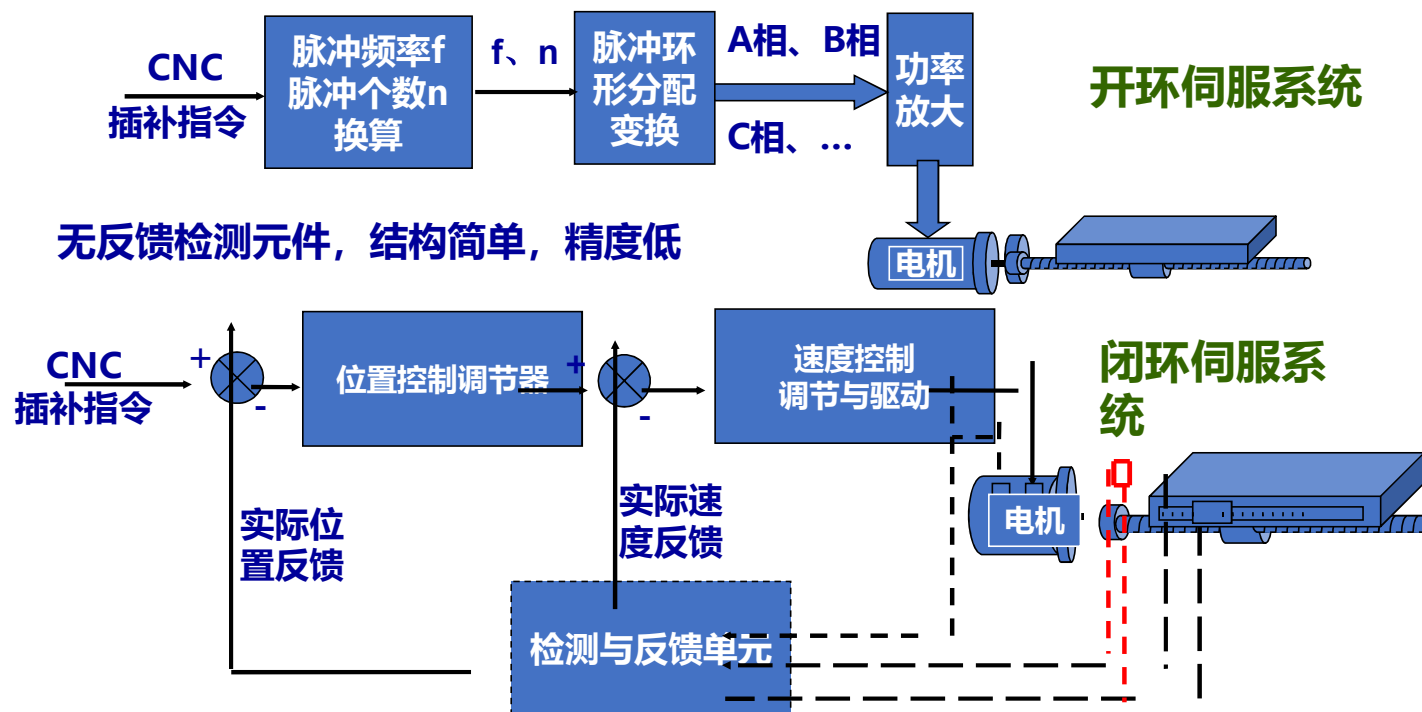 CNC
插补指令
脉冲频率f
脉冲个数n
换算
f、n
脉冲环
形分配
变换
A相、B相
C相、...
功率
放大
开环伺服系统
无反馈检测元件，结构简单，精度低
电机
CNC
插补指令
+
-
位置控制调节器
+
-
速度控制
调节与驱动
闭环伺服系
统
实际位
置反馈
实际速
度反馈
电机
检测与反馈单元